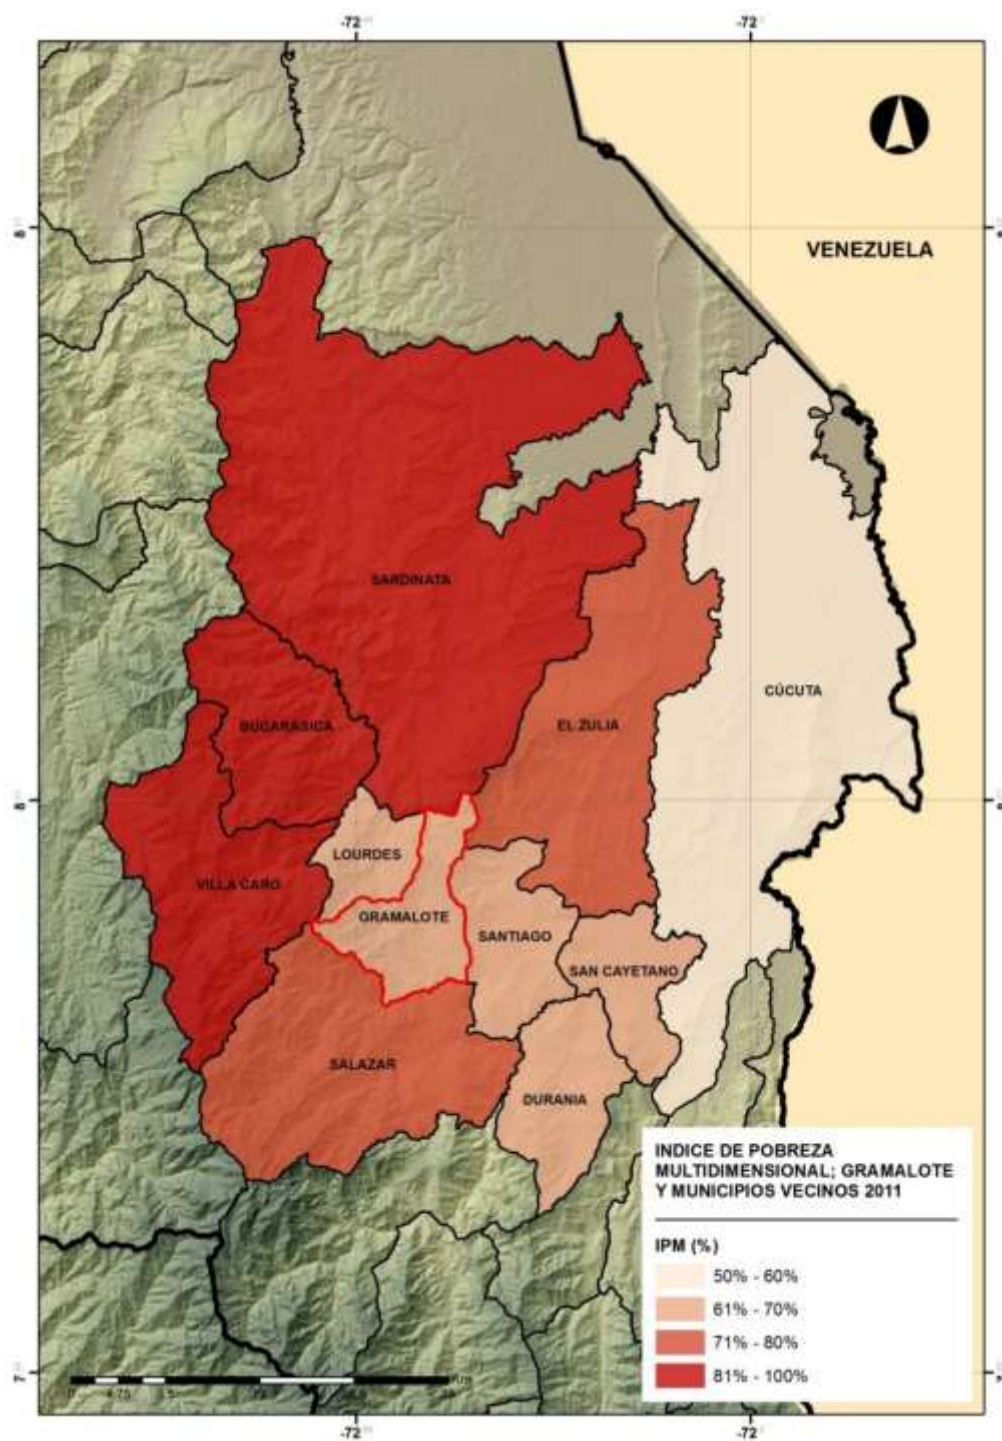 -72
-72
VENEZUELA
SARDINATA
CÚCUTA
BUCARASICA
EL ZULIA
LOURDES
VILLA CARO
GRAMALOTE
SANTIAGO
SAN CAYETANO
SALAZAR
DURANIA
INDICE DE POBREZA
MULTIDIMENSIONAL; GRAMALOTE
Y MUNICIPIOS VECINOS 2011
IPM (%)
50% - 60%
61% - 70%
71% - 80%
81% - 100%
-72
-72